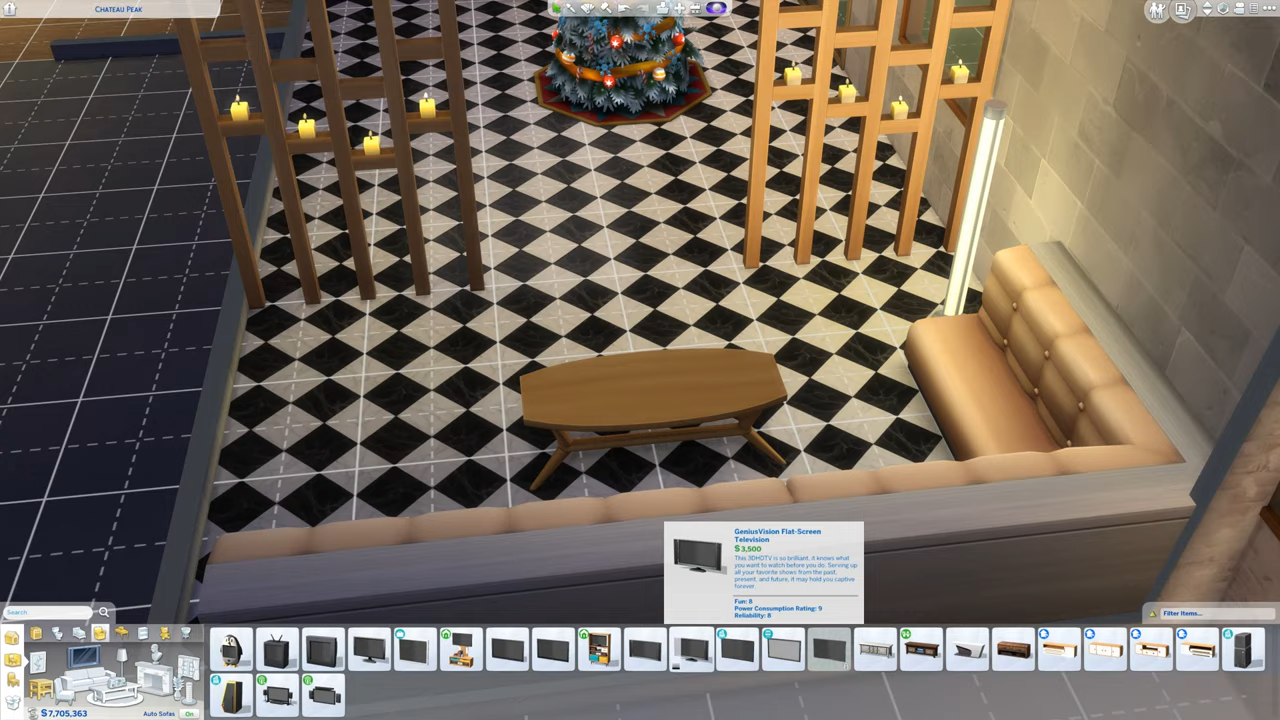 CHATEAU PEAK
GeniusVision Flat-Screen
Television
$3,500
This 3DHDTV is so brilliant, it knows what
you want to watch before you do. Serving up
all your favorite shows from the past,
present, and future, it may hold you captive
forever.
Fun: 8
Power Consumption Rating: 9
Reliability: 8
Search
Filter Items...
$7,705,363
Auto Sofas
On